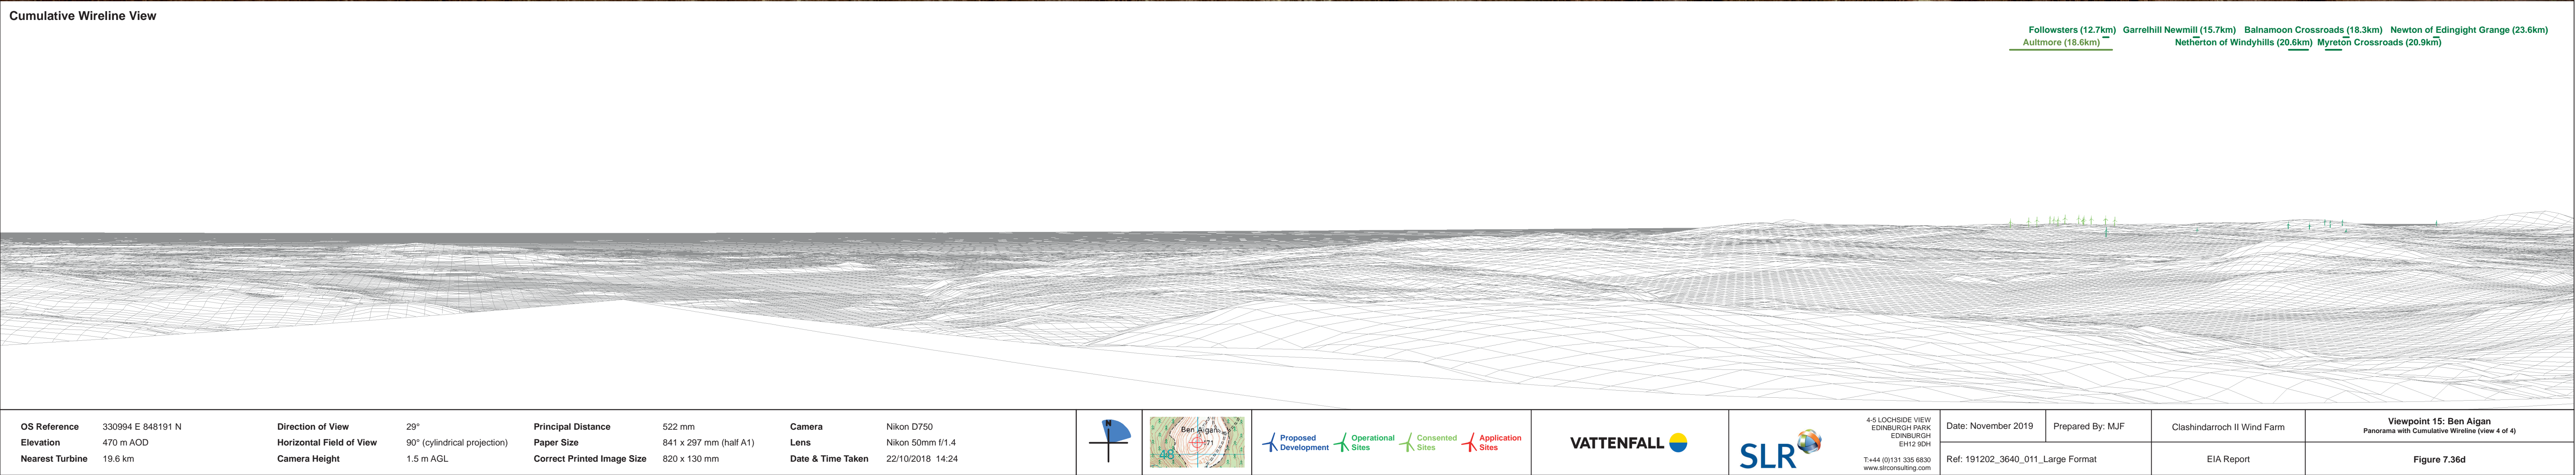 Cumulative Wireline View
Followsters (12.7km) Garrelhill Newmill (15.7km) Balnamoon Crossroads (18.3km) Newton of Edingight Grange (23.6km)
Aultmore (18.6km) Netherton of Windyhills (20.6km) Myreton Crossroads (20.9km)
OS Reference 330994 E 848191 N
Elevation 470 m AOD
Nearest Turbine 19.6 km
Direction of View 29°
Horizontal Field of View 90° (cylindrical projection)
Camera Height 1.5 m AGL
Principal Distance 522 mm
Paper Size 841 x 297 mm (half A1)
Correct Printed Image Size 820 x 130 mm
Camera Nikon D750
Lens Nikon 50mm f/1.4
Date & Time Taken 22/10/2018 14:24
N
Ben Aigan
471
48
Proposed
Development
Operational
Sites
Consented
Sites
Application
Sites
VATTENFALL
SLR
4-5 LOCHSIDE VIEW
EDINBURGH PARK
EDINBURGH
EH12 9DH
T:+44 (0)131 335 6830
www.slrconsulting.com
Date: November 2019
Prepared By: MJF
Ref: 191202_3640_011_Large Format
Clashindarroch II Wind Farm
EIA Report
Viewpoint 15: Ben Aigan
Panorama with Cumulative Wireline (view 4 of 4)
Figure 7.36d